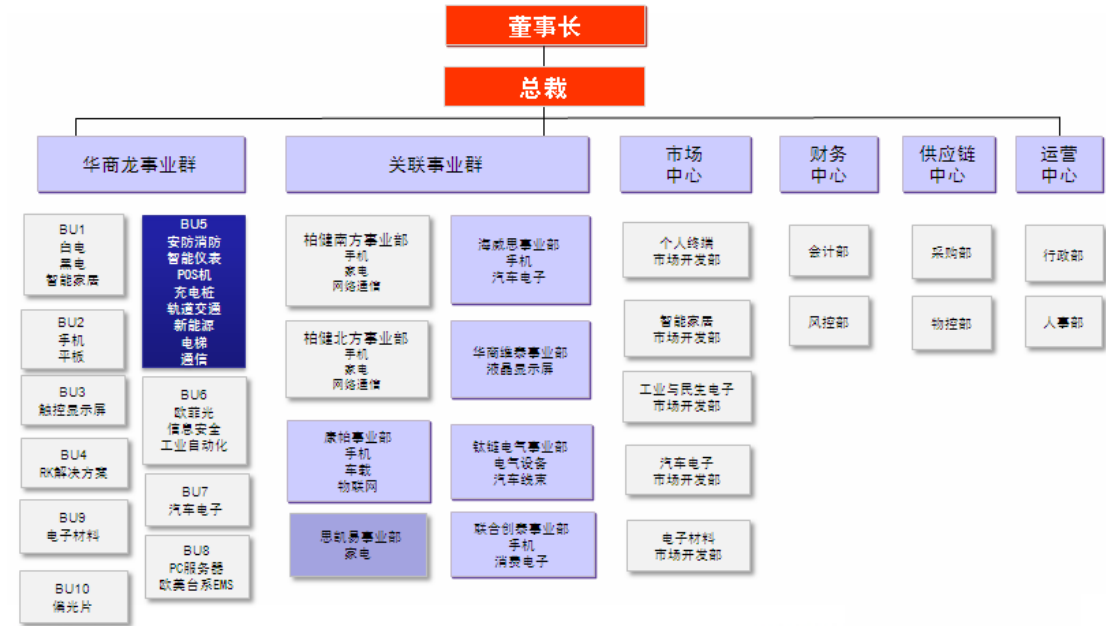 董事长
总裁
华商龙事业群
关联事业群
市场
中心
财务
中心
供应链
中心
运营
中心
BU1
白电
黑电
智能家居
BU2
手机
平板
BU3
触控显示屏
BU4
RK解决方案
BU9
电子材料
BU10
偏光片
BU5
安防消防
智能仪表
POS机
充电桩
轨道交通
新能源
电梯
通信
BU6
欧菲光
信息安全
工业自动化
BU7
汽车电子
BU8
PC服务器
欧美台系EMS
柏健南方事业部
手机
家电
网络通信
柏健北方事业部
手机
家电
网络通信
康帕事业部
手机
车载
物联网
思凯易事业部
家电
海威思事业部
手机
汽车电子
华商维泰事业部
液晶显示屏
钛链电气事业部
电气设备
汽车线束
联合创泰事业部
手机
消费电子
个人终端
市场开发部
智能家居
市场开发部
工业与民生电子
市场开发部
汽车电子
市场开发部
电子材料
市场开发部
会计部
风控部
采购部
物控部
行政部
人事部